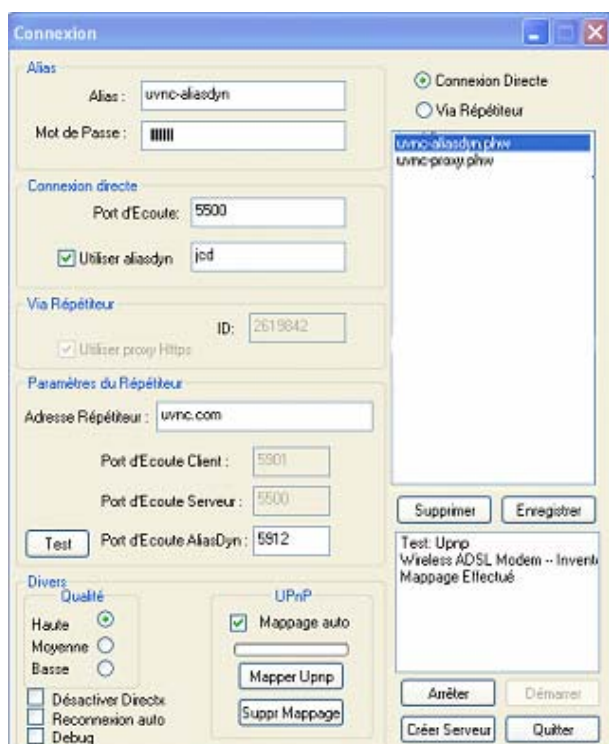 Connexion
Alias
Alias : uvnc-aliasdyn
Mot de Passe :
Connexion directe
Port d'Ecoute: 5500
Utiliser aliasdyn jcd
Via Répétiteur
ID: 2619842
Utiliser proxy Https
Paramètres du Répétiteur
Adresse Répétiteur : uvnc.com
Port d'Ecoute Client : 5901
Port d'Ecoute Serveur : 5500
Test Port d'Ecoute AliasDyn : 5912
Divers
Qualité
Haute
Moyenne
Basse
Désactiver Directx
Reconnexion auto
Debug
UPnP
Mappage auto
Mapper Upnp
Suppr Mappage
Connexion Directe
Via Répétiteur
uvnc-aliasdyn.phw
uvnc-proxy.phw
Supprimer Enregistrer
Test: Upnp
Wireless ADSL Modem -- Invent
Mappage Effectué
Arrêter Démarrer
Créer Serveur Quitter